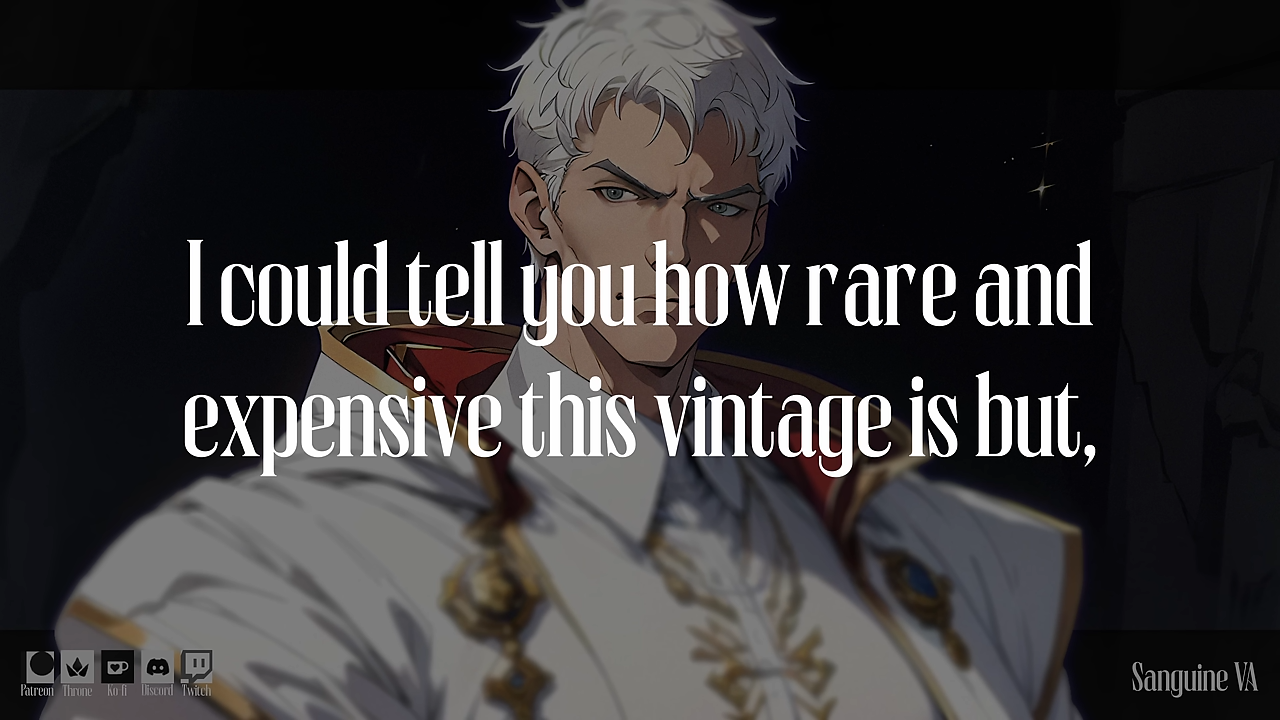 I could tell you how rare and
expensive this vintage is but,
Patreon Throne Ko fi Discord Twitch
Sanguine VA